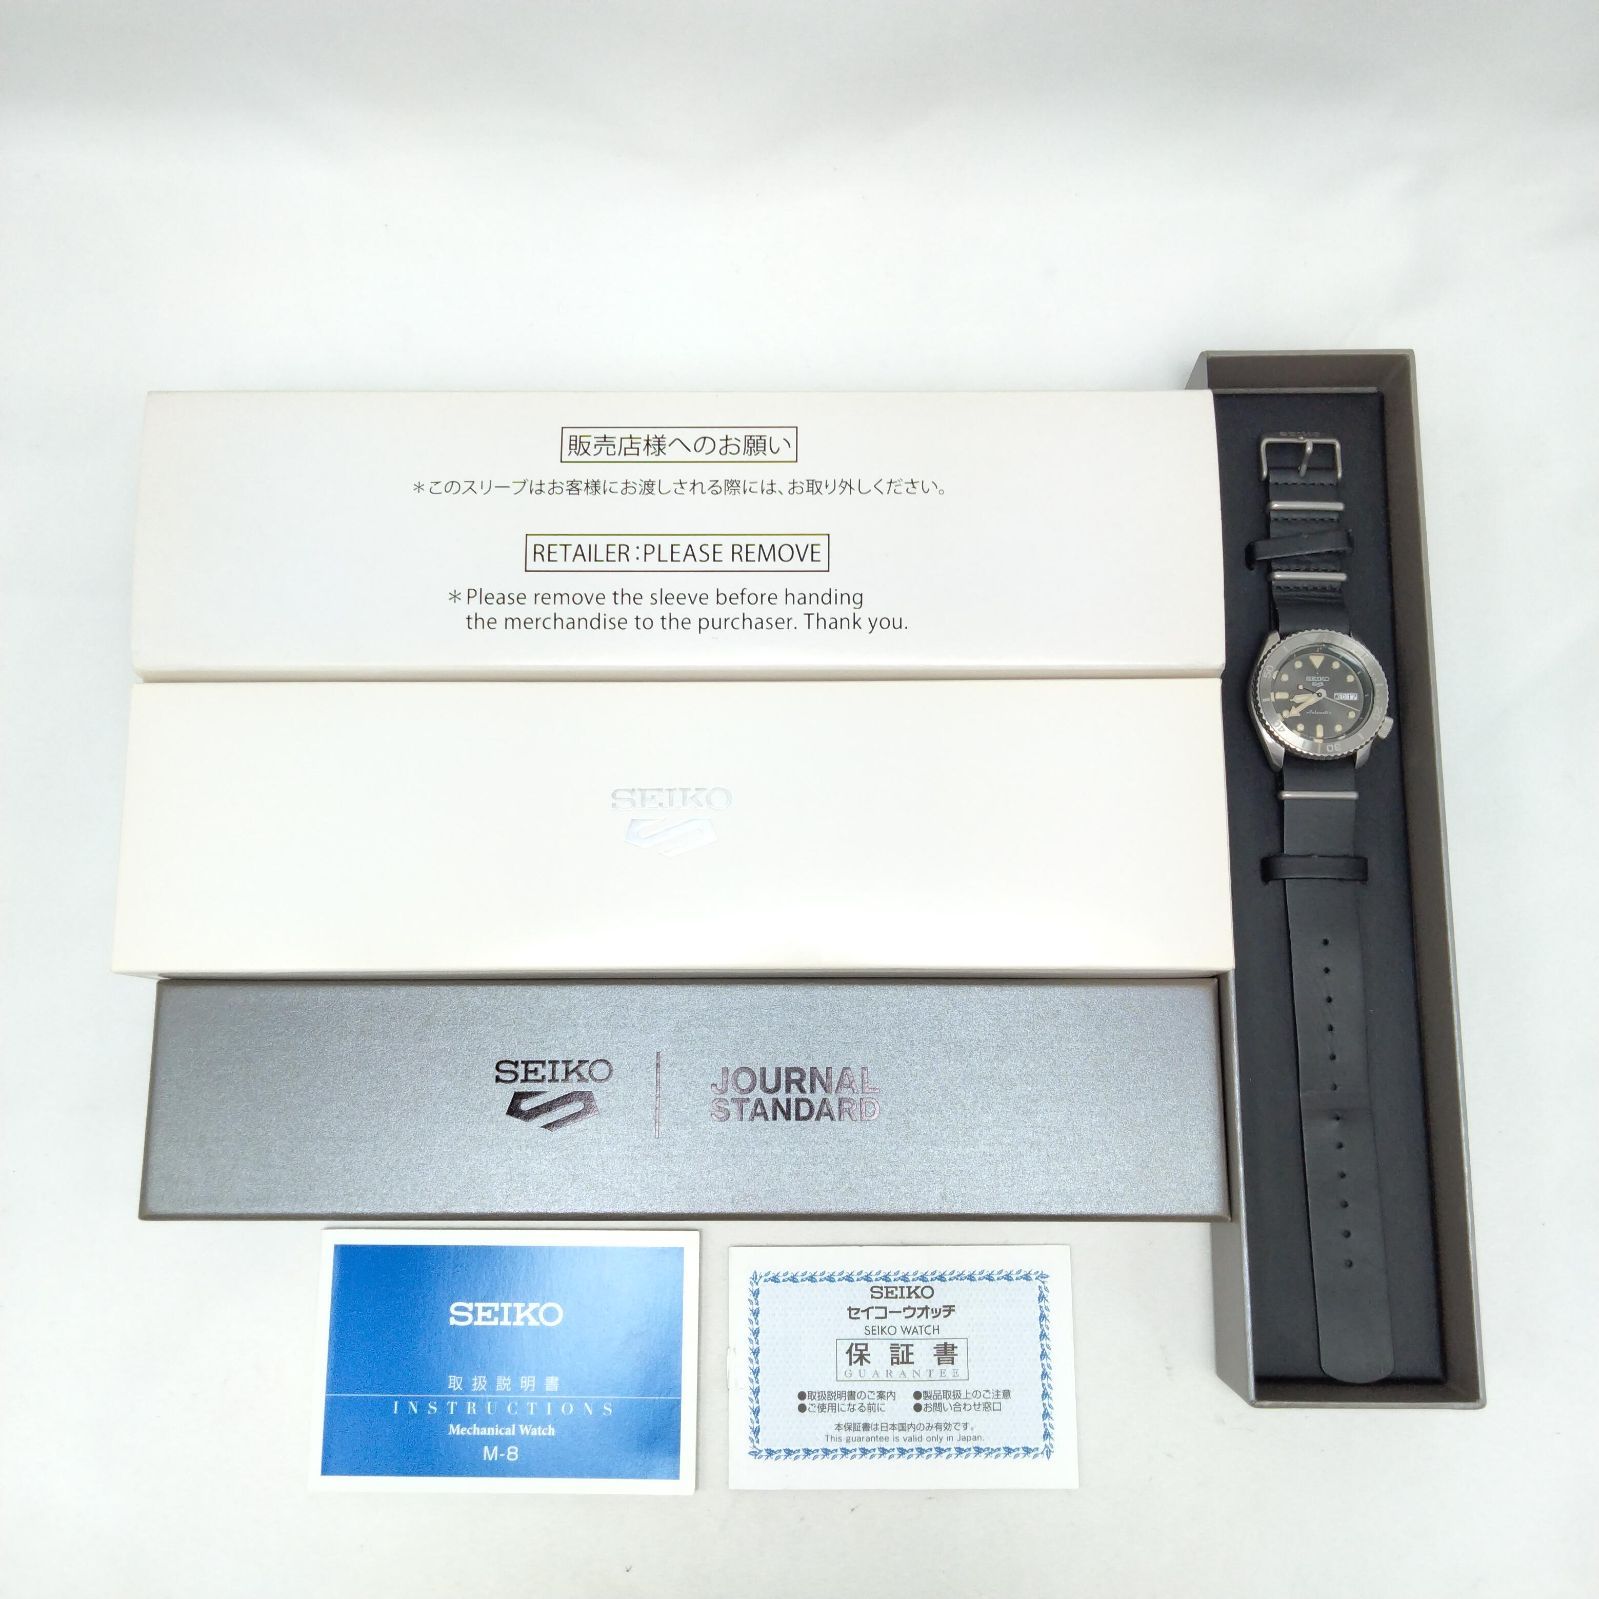 販売店様へのお願い
*このスリーブはお客様にお渡しされる際には、お取り外しください。
RETAILER:PLEASE REMOVE
*Please remove the sleeve before handing
the merchandise to the purchaser. Thank you.
SEIKO
SEIKO
JOURNAL
STANDARD
SEIKO
取扱説明書
INSTRUCTIONS
Mechanical Watch
M-8
SEIKO
セイコーウオッチ
SEIKO WATCH
保証書
GUARANTEE
●取扱説明書のご案内 ●製品取扱上のご注意
●ご使用になる前に ●お問い合わせ窓口
本保証書は日本国内のみ有効です。
This guarantee is valid only in Japan.
SEIKO
SEIKO
Automatic
50
40
30